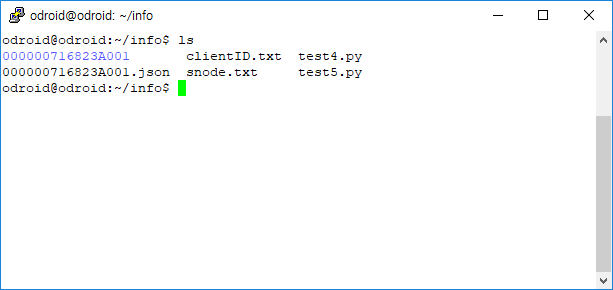 odroid@odroid: ~/info
odroid@odroid:~/info$ ls
000000716823A001       clientID.txt  test4.py
000000716823A001.json  snode.txt     test5.py
odroid@odroid:~/info$